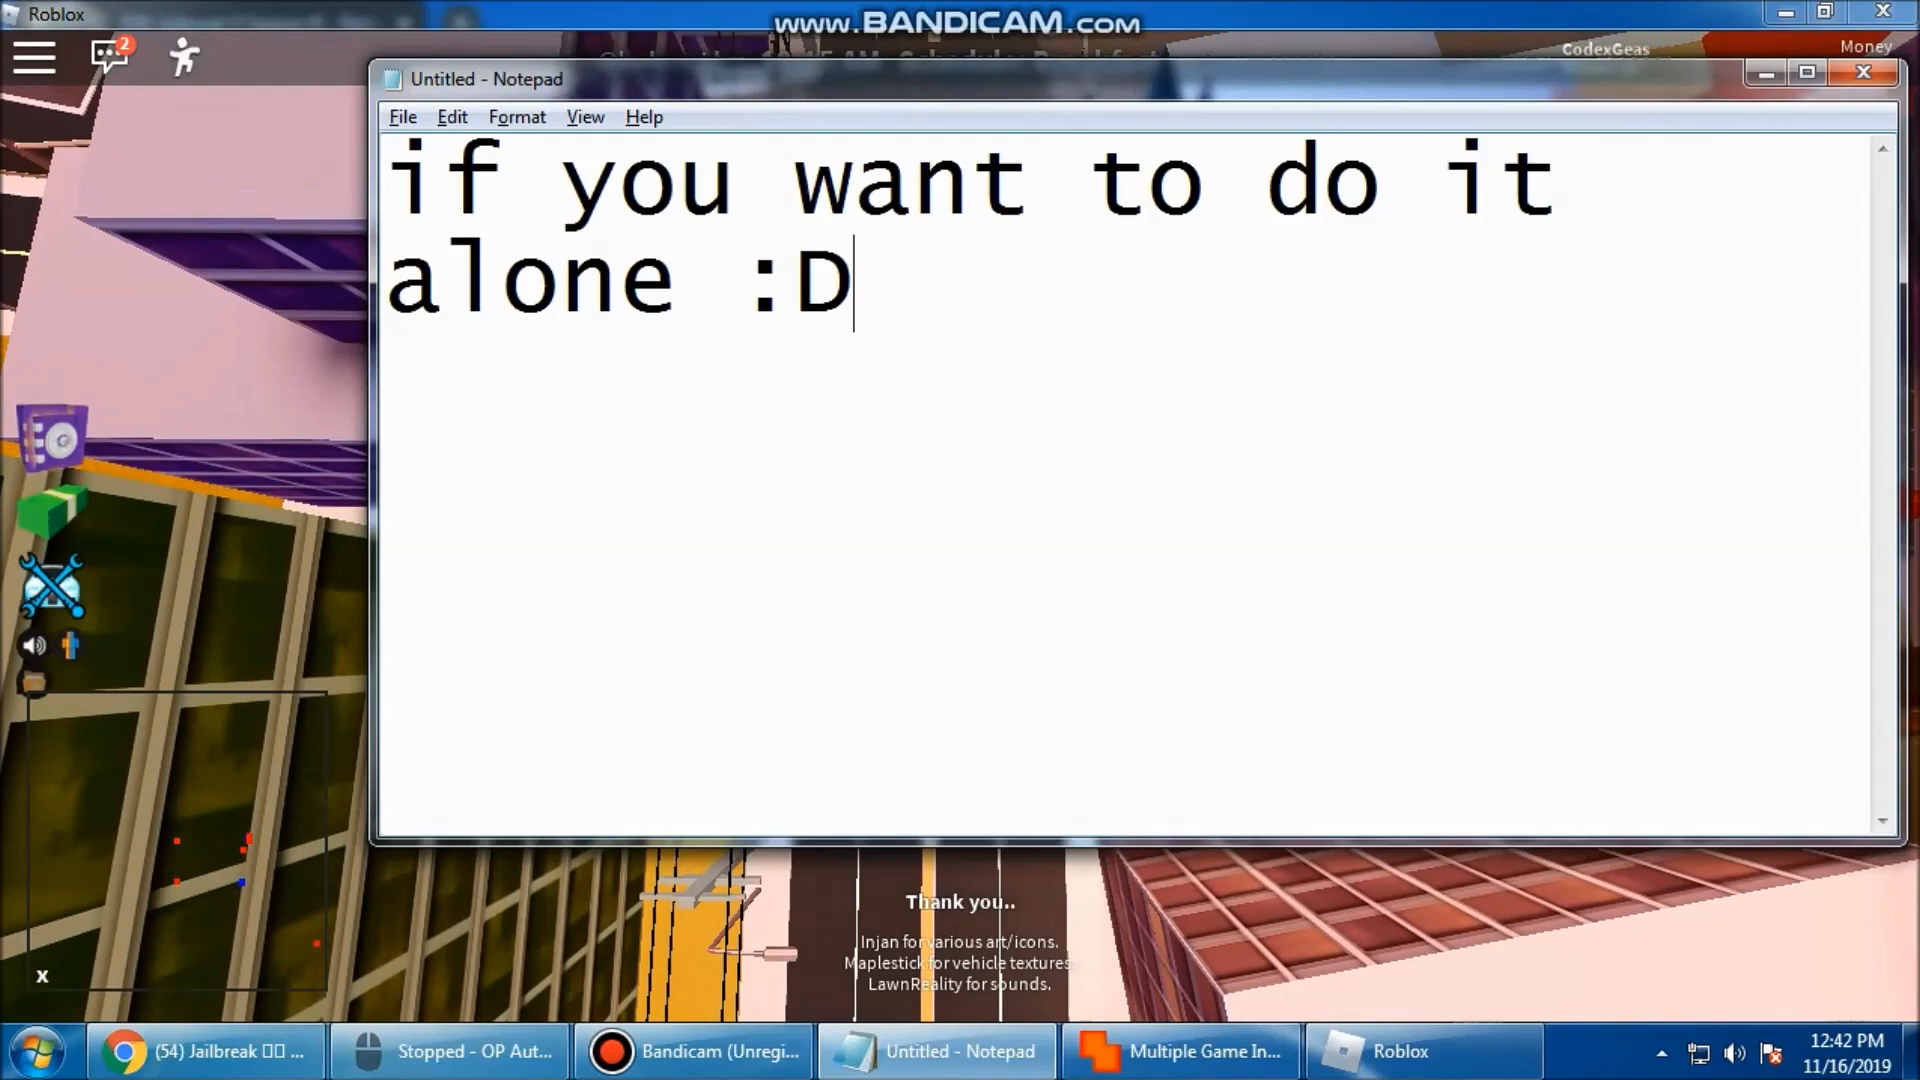 Roblox
www.BANDICAM.com
2
CodexGeas
Money
Untitled - Notepad
File Edit Format View Help
if you want to do it
alone :D
Thank you..
Injan for various art/icons.
Maplestick for vehicle textures.
LawnReality for sounds.
x
(54) Jailbreak ...
Stopped - OP Aut...
Bandicam (Unregi...
Untitled - Notepad
Multiple Game In...
Roblox
12:42 PM
11/16/2019